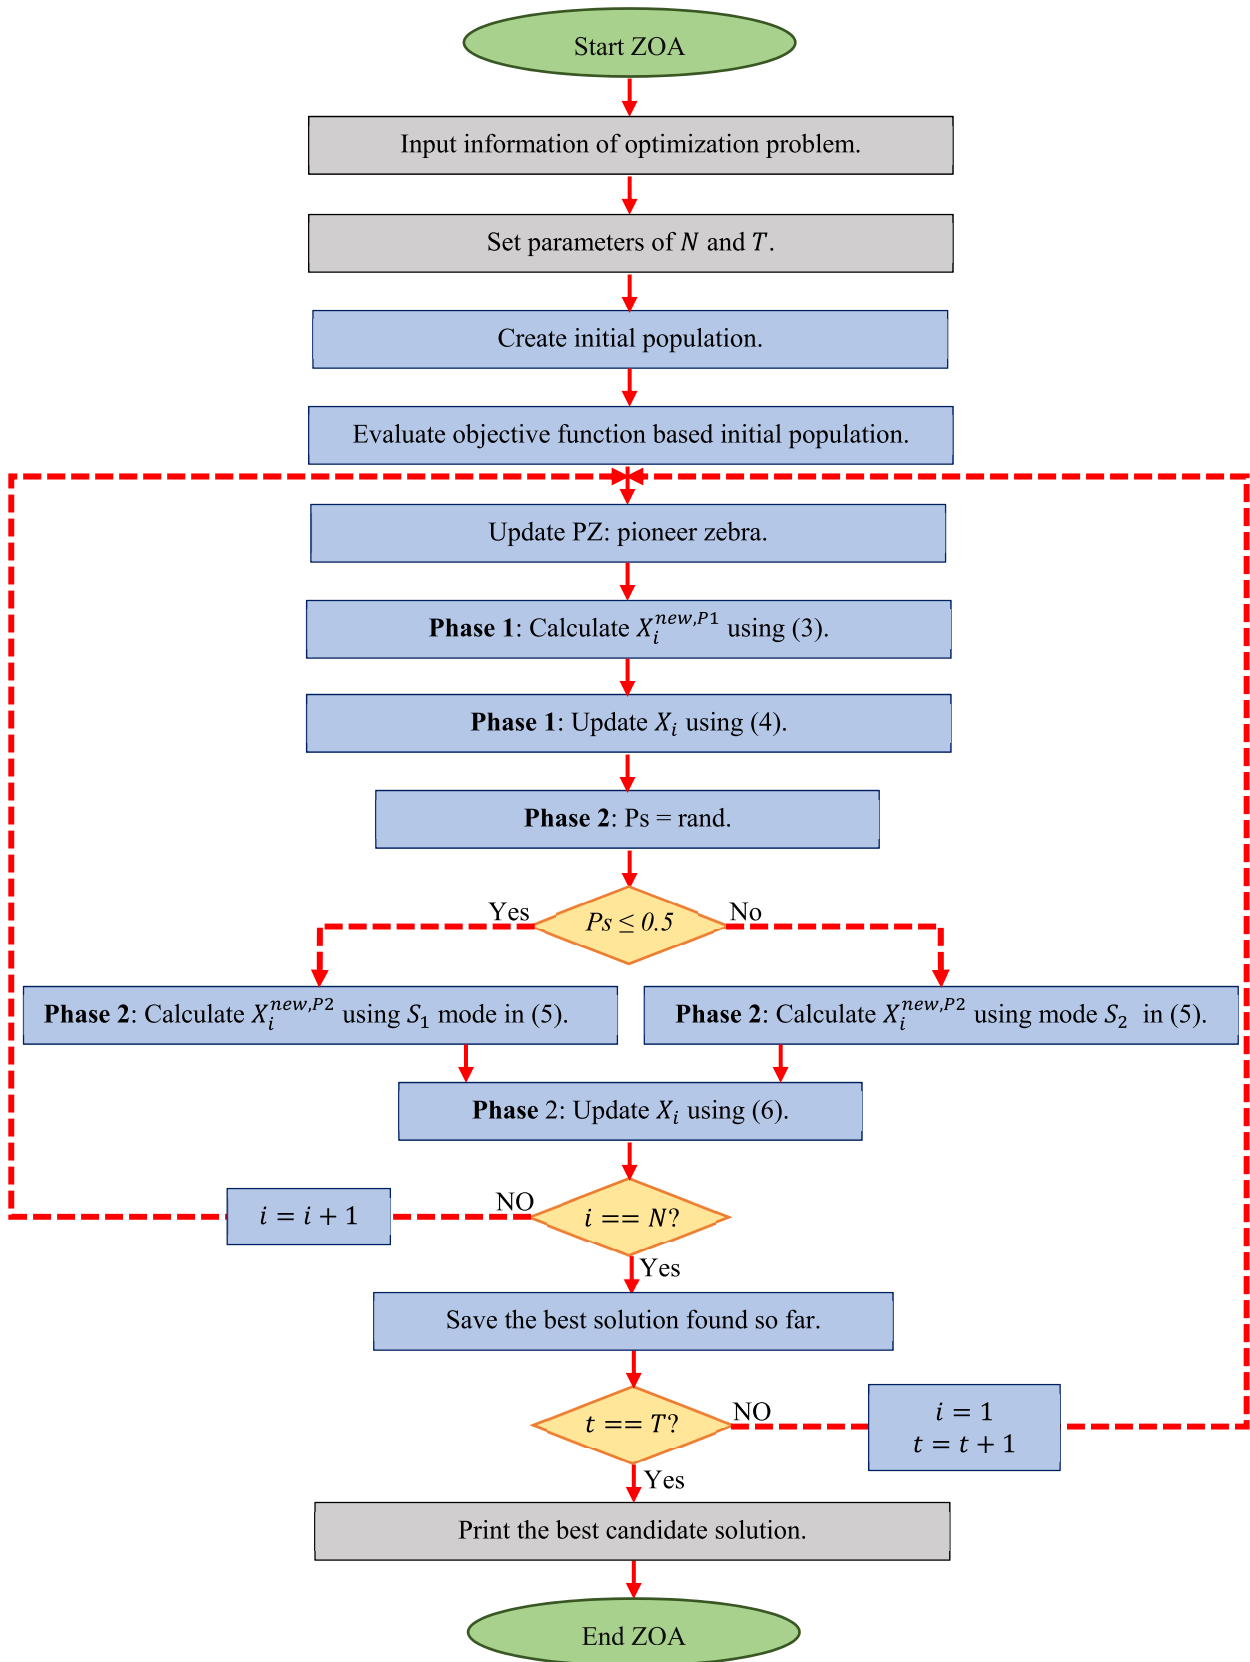 Start ZOA
Input information of optimization problem.
Set parameters of N and T.
Create initial population.
Evaluate objective function based initial population.
Update PZ: pioneer zebra.
Phase 1: Calculate X_i^{new,P1} using (3).
Phase 1: Update X_i using (4).
Phase 2: Ps = rand.
Yes
Ps ≤ 0.5
No
Phase 2: Calculate X_i^{new,P2} using S_1 mode in (5).
Phase 2: Calculate X_i^{new,P2} using mode S_2 in (5).
Phase 2: Update X_i using (6).
i = i + 1
NO
i == N?
Yes
Save the best solution found so far.
t == T?
NO
i = 1
t = t + 1
Yes
Print the best candidate solution.
End ZOA